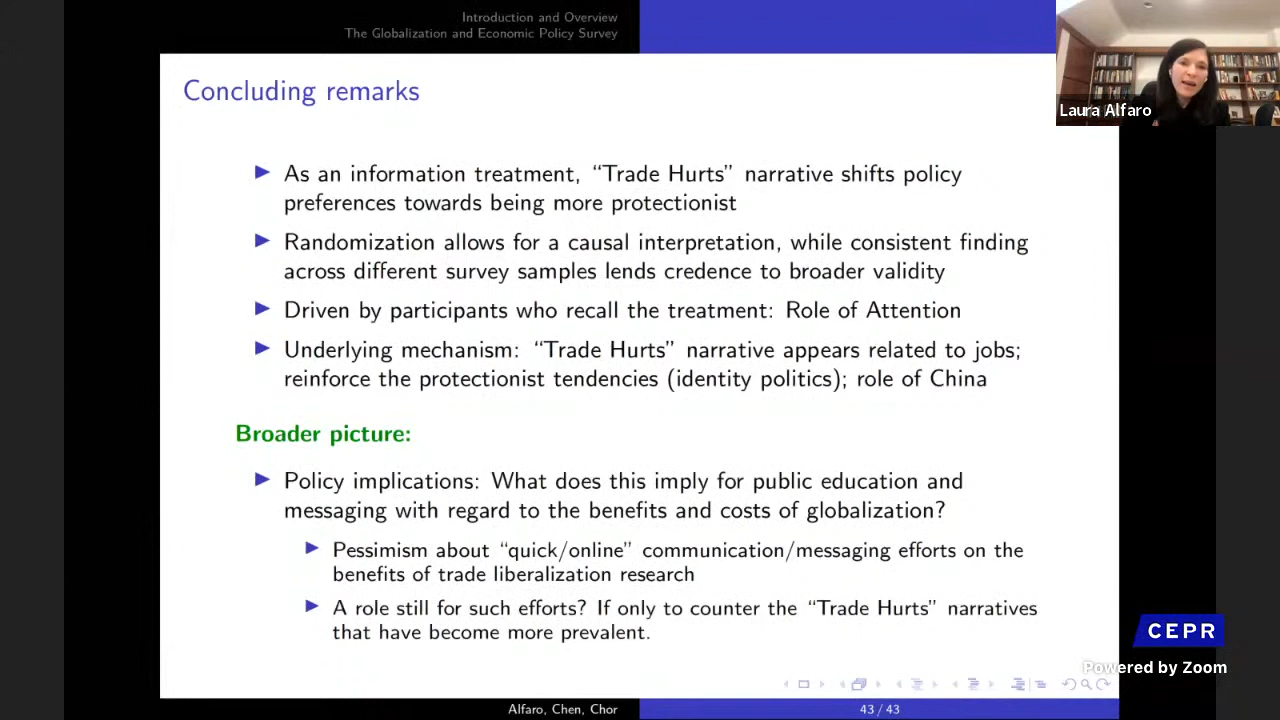 Introduction and Overview
The Globalization and Economic Policy Survey
Laura Alfaro
Concluding remarks
As an information treatment, “Trade Hurts” narrative shifts policy
preferences towards being more protectionist
Randomization allows for a causal interpretation, while consistent finding
across different survey samples lends credence to broader validity
Driven by participants who recall the treatment: Role of Attention
Underlying mechanism: “Trade Hurts” narrative appears related to jobs;
reinforce the protectionist tendencies (identity politics); role of China
Broader picture:
Policy implications: What does this imply for public education and
messaging with regard to the benefits and costs of globalization?
Pessimism about “quick/online” communication/messaging efforts on the
benefits of trade liberalization research
A role still for such efforts? If only to counter the “Trade Hurts” narratives
that have become more prevalent.
CEPR
Powered by Zoom
Alfaro, Chen, Chor
43 / 43